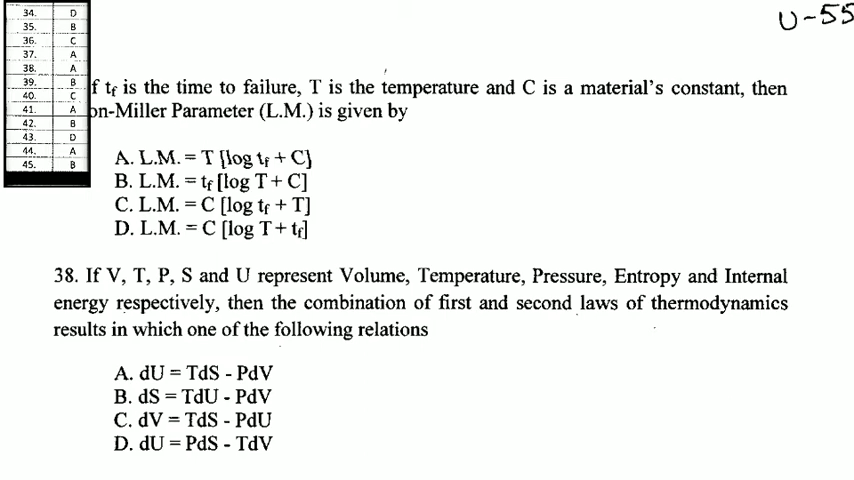 U-55
34. D
35. B
36. C
37. A
38. A
39. B
40. C
41. A
42. B
43. D
44. A
45. B
f tf is the time to failure, T is the temperature and C is a material's constant, then
on-Miller Parameter (L.M.) is given by
A. L.M. = T [log tf + C]
B. L.M. = tf [log T + C]
C. L.M. = C [log tf + T]
D. L.M. = C [log T + tf]
38. If V, T, P, S and U represent Volume, Temperature, Pressure, Entropy and Internal
energy respectively, then the combination of first and second laws of thermodynamics
results in which one of the following relations
A. dU = TdS - PdV
B. dS = TdU - PdV
C. dV = TdS - PdU
D. dU = PdS - TdV